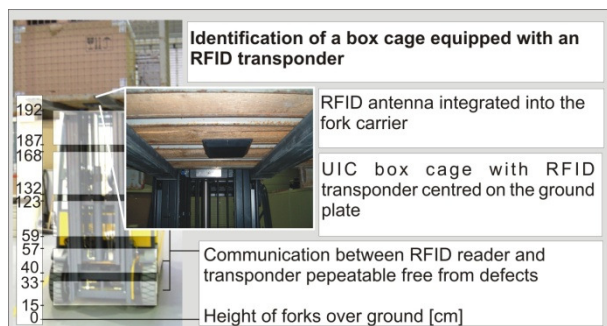 Identification of a box cage equipped with an
RFID transponder
RFID antenna integrated into the
fork carrier
UIC box cage with RFID
transponder centred on the ground
plate
Communication between RFID reader and
transponder pepeatable free from defects
Height of forks over ground [cm]
192
187
168
132
123
59
57
40
33
15
0